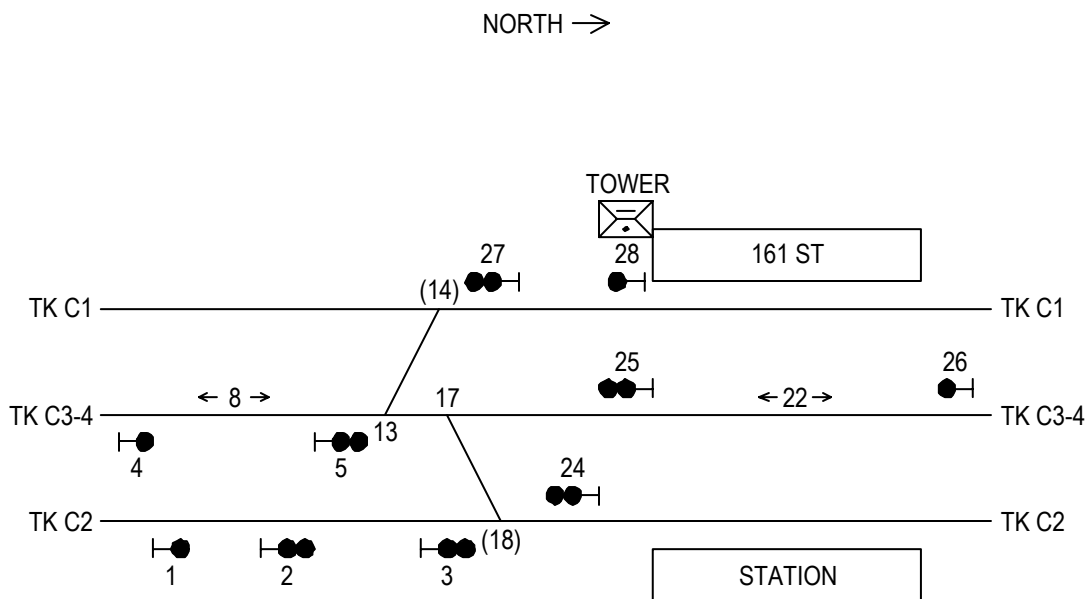 NORTH →
TOWER
27
28
161 ST
(14)
TK C1
TK C1
25
26
← 8 →
17
← 22 →
TK C3-4
TK C3-4
13
4
5
24
TK C2
TK C2
(18)
1
2
3
STATION